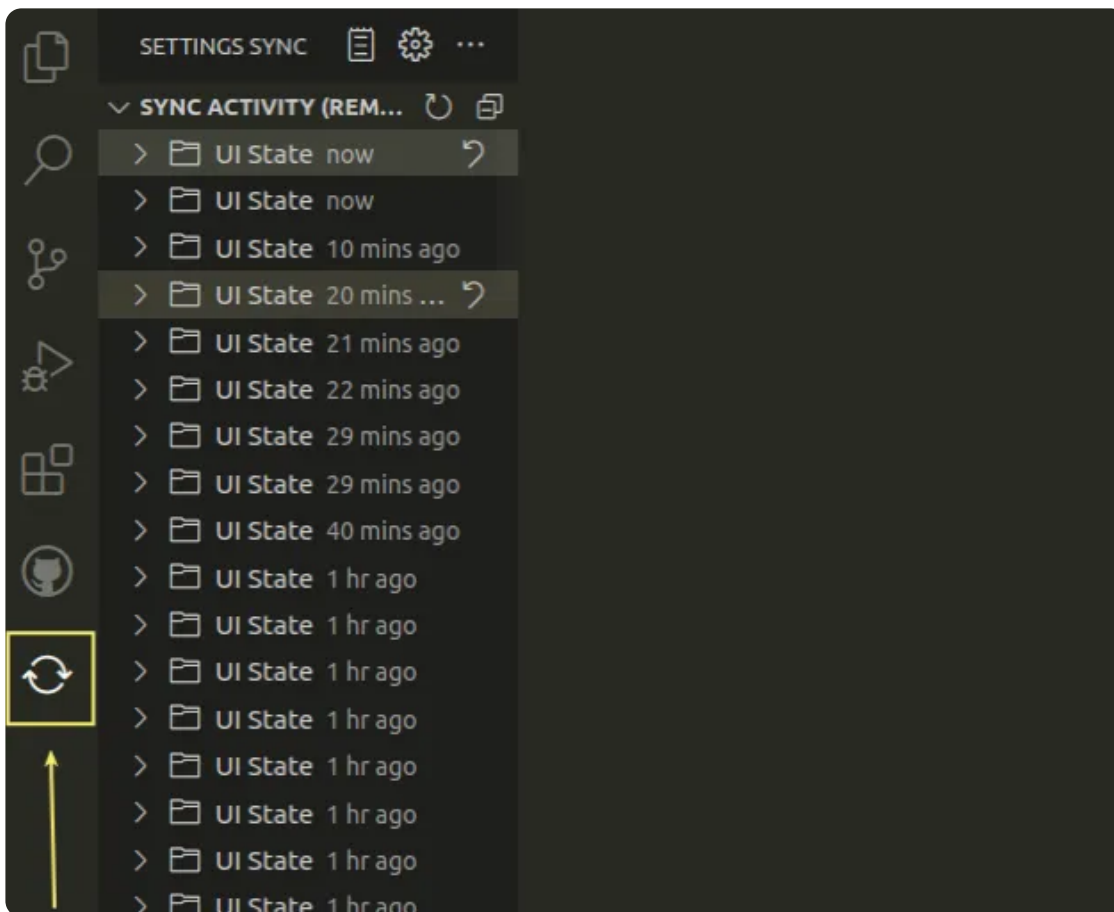 SETTINGS SYNC
SYNC ACTIVITY (REM...
UI State now
UI State now
UI State 10 mins ago
UI State 20 mins ...
UI State 21 mins ago
UI State 22 mins ago
UI State 29 mins ago
UI State 29 mins ago
UI State 40 mins ago
UI State 1 hr ago
UI State 1 hr ago
UI State 1 hr ago
UI State 1 hr ago
UI State 1 hr ago
UI State 1 hr ago
UI State 1 hr ago
UI State 1 hr ago